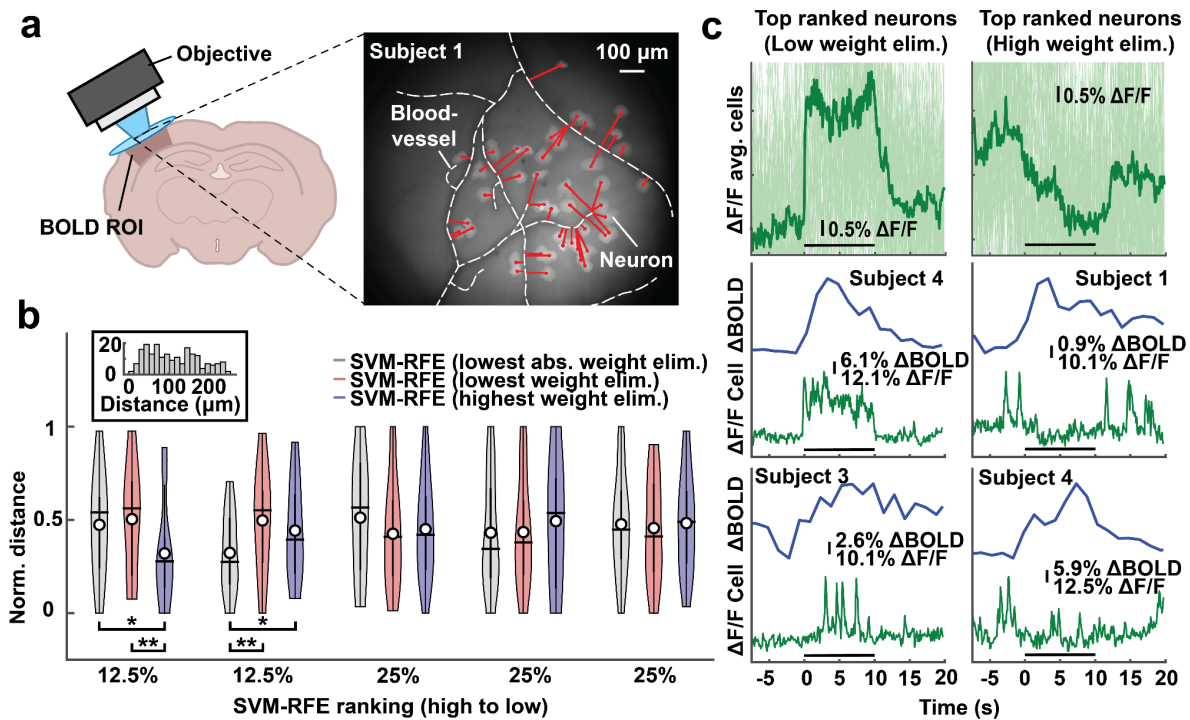 a
Objective
BOLD ROI
Subject 1
100 µm
Blood-
vessel
Neuron
b
20
0
0 100 200
Distance (µm)
SVM-RFE (lowest abs. weight elim.)
SVM-RFE (lowest weight elim.)
SVM-RFE (highest weight elim.)
Norm. distance
1
0.5
0
*
**
*
**
12.5% 12.5% 25% 25% 25%
SVM-RFE ranking (high to low)
c
Top ranked neurons
(Low weight elim.)
Top ranked neurons
(High weight elim.)
ΔF/F avg. cells
0.5% ΔF/F
0.5% ΔF/F
ΔF/F Cell ΔBOLD
Subject 4
6.1% ΔBOLD
12.1% ΔF/F
Subject 1
0.9% ΔBOLD
10.1% ΔF/F
ΔF/F Cell ΔBOLD
Subject 3
2.6% ΔBOLD
10.1% ΔF/F
Subject 4
5.9% ΔBOLD
12.5% ΔF/F
-5 0 5 10 15 20
-5 0 5 10 15 20
Time (s)